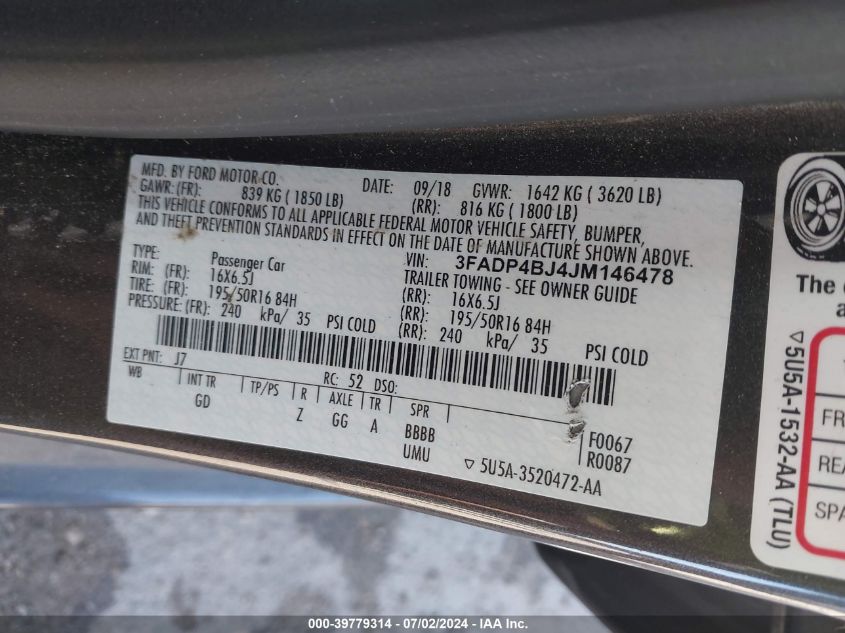 MFD. BY FORD MOTOR CO. DATE: 09/18 GVWR: 1642 KG ( 3620 LB)
GAWR: (FR): 839 KG ( 1850 LB) (RR): 816 KG ( 1800 LB)
THIS VEHICLE CONFORMS TO ALL APPLICABLE FEDERAL MOTOR VEHICLE SAFETY, BUMPER,
AND THEFT PREVENTION STANDARDS IN EFFECT ON THE DATE OF MANUFACTURE SHOWN ABOVE.
VIN: 3FADP4BJ4JM146478
TYPE: Passenger Car TRAILER TOWING - SEE OWNER GUIDE
RIM: (FR): 16X6.5J (RR): 16X6.5J
TIRE: (FR): 195/50R16 84H (RR): 195/50R16 84H
PRESSURE: (FR): 240 kPa/ 35 PSI COLD (RR): 240 kPa/ 35 PSI COLD
EXT PNT: J7 RC: 52 DSO:
WB INT TR TP/PS R AXLE TR SPR
GD Z GG A BBBB F0067
UMU R0087
▽ 5U5A-3520472-AA
The
a
▽ 5U5A-1532-AA (TLU)
FR
REA
SPA
000-39779314 / 07/02/2024 / IAA Inc.